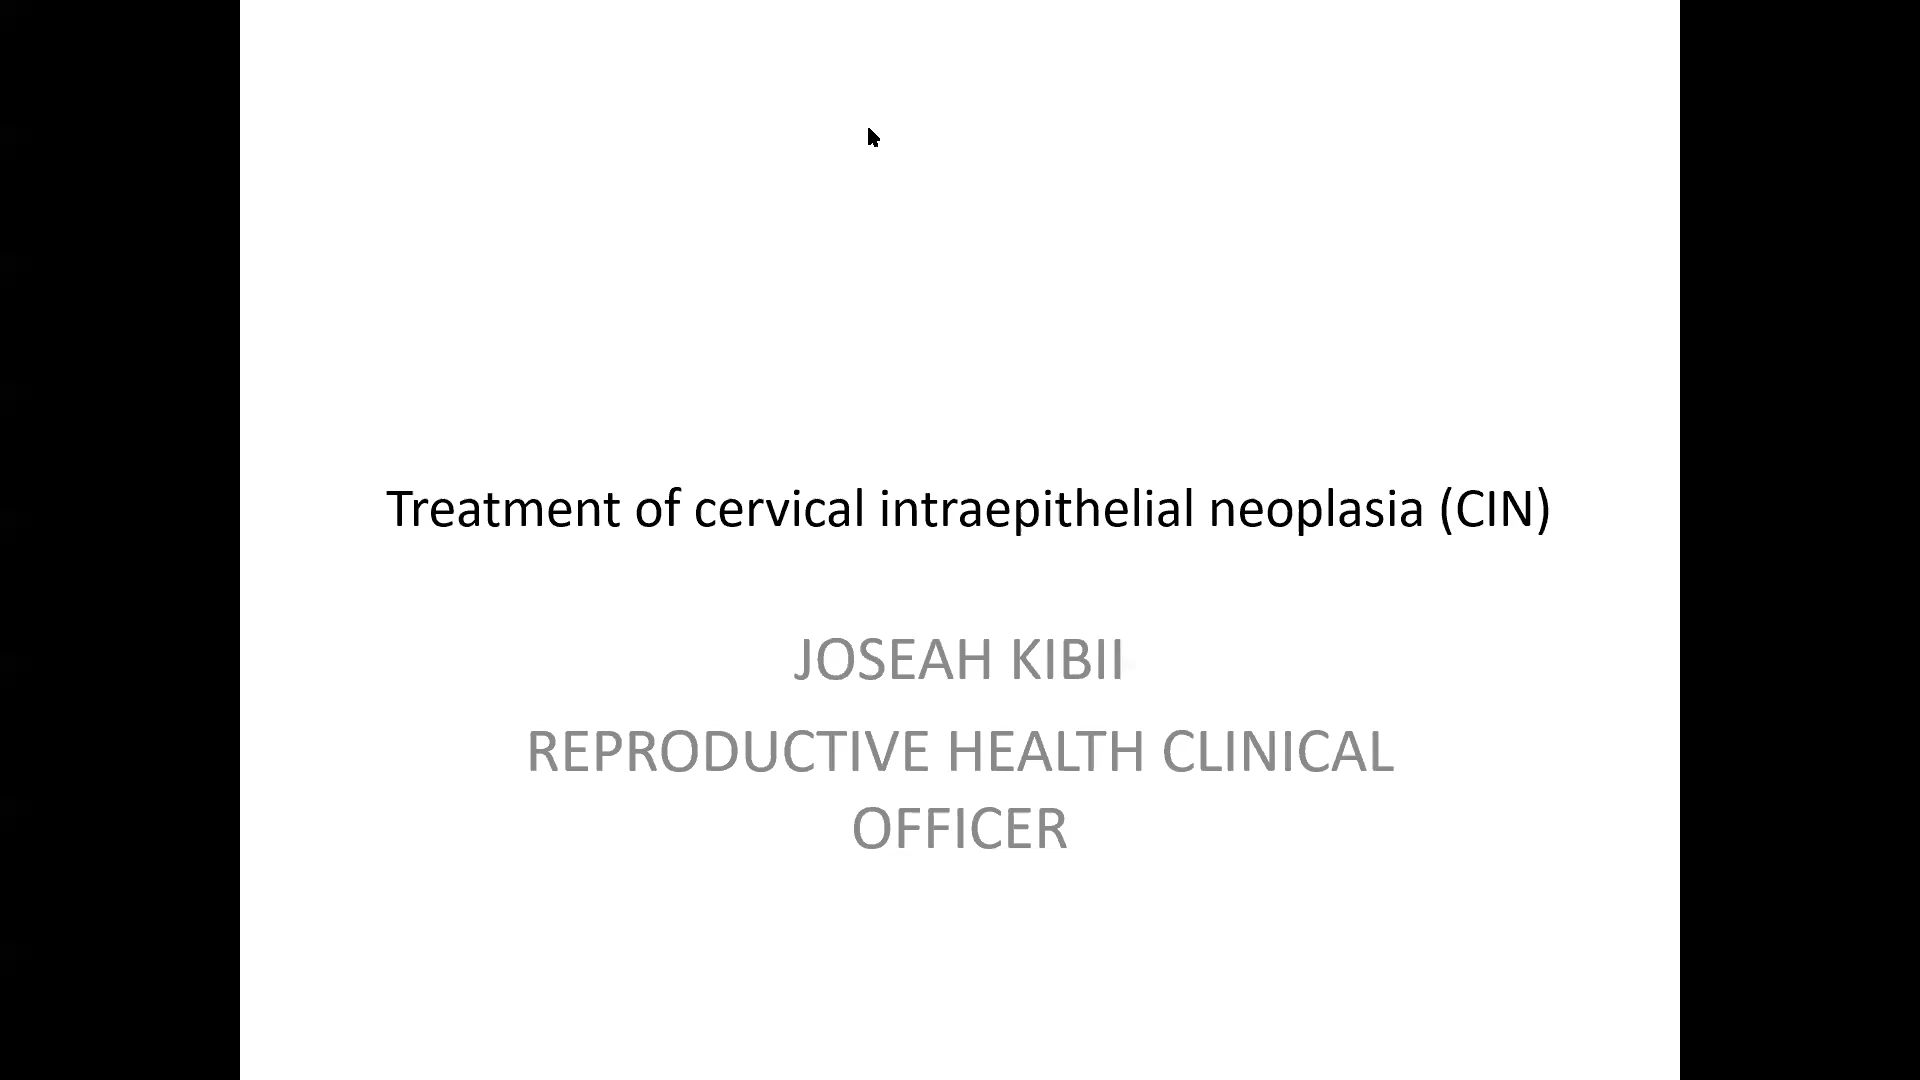 Treatment of cervical intraepithelial neoplasia (CIN)
JOSEAH KIBII
REPRODUCTIVE HEALTH CLINICAL
OFFICER